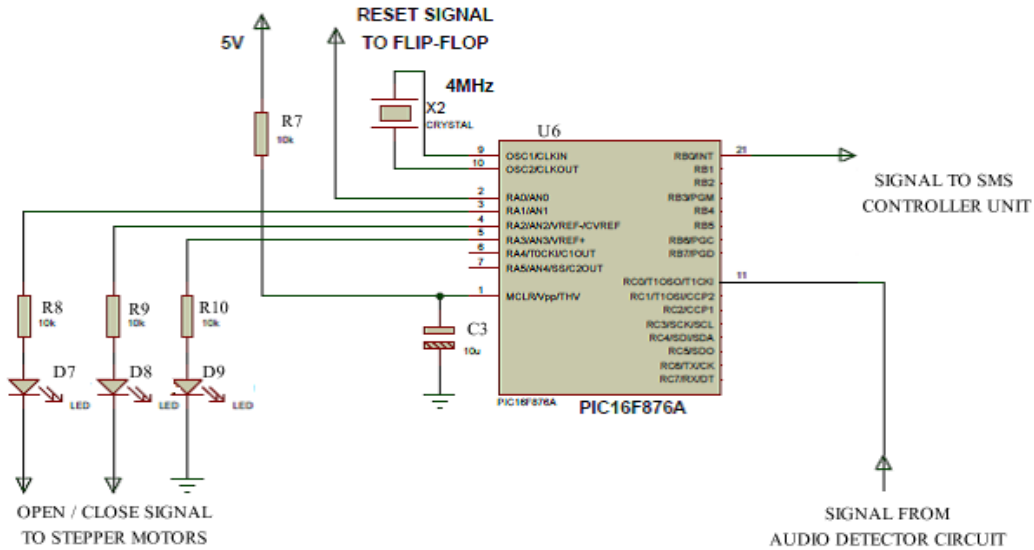 RESET SIGNAL
TO FLIP-FLOP
5V
4MHz
X2
CRYSTAL
R7
10k
U6
9
10
2
3
4
5
6
7
1
OSC1/CLKIN
OSC2/CLKOUT
RA0/AN0
RA1/AN1
RA2/AN2/VREF-/CVREF
RA3/AN3/VREF+
RA4/T0CKI/C1OUT
RA5/AN4/SS/C2OUT
MCLR/Vpp/THV
RB0/INT
RB1
RB2
RB3/PGM
RB4
RB5
RB6/PGC
RB7/PGD
RC0/T1OSO/T1CKI
RC1/T1OSI/CCP2
RC2/CCP1
RC3/SCK/SCL
RC4/SDI/SDA
RC5/SDO
RC6/TX/CK
RC7/RX/DT
21
11
SIGNAL TO SMS
CONTROLLER UNIT
R8
10k
R9
10k
R10
10k
C3
10u
D7
LED
D8
LED
D9
LED
PIC16F876A
PIC16F876A
OPEN / CLOSE SIGNAL
TO STEPPER MOTORS
SIGNAL FROM
AUDIO DETECTOR CIRCUIT